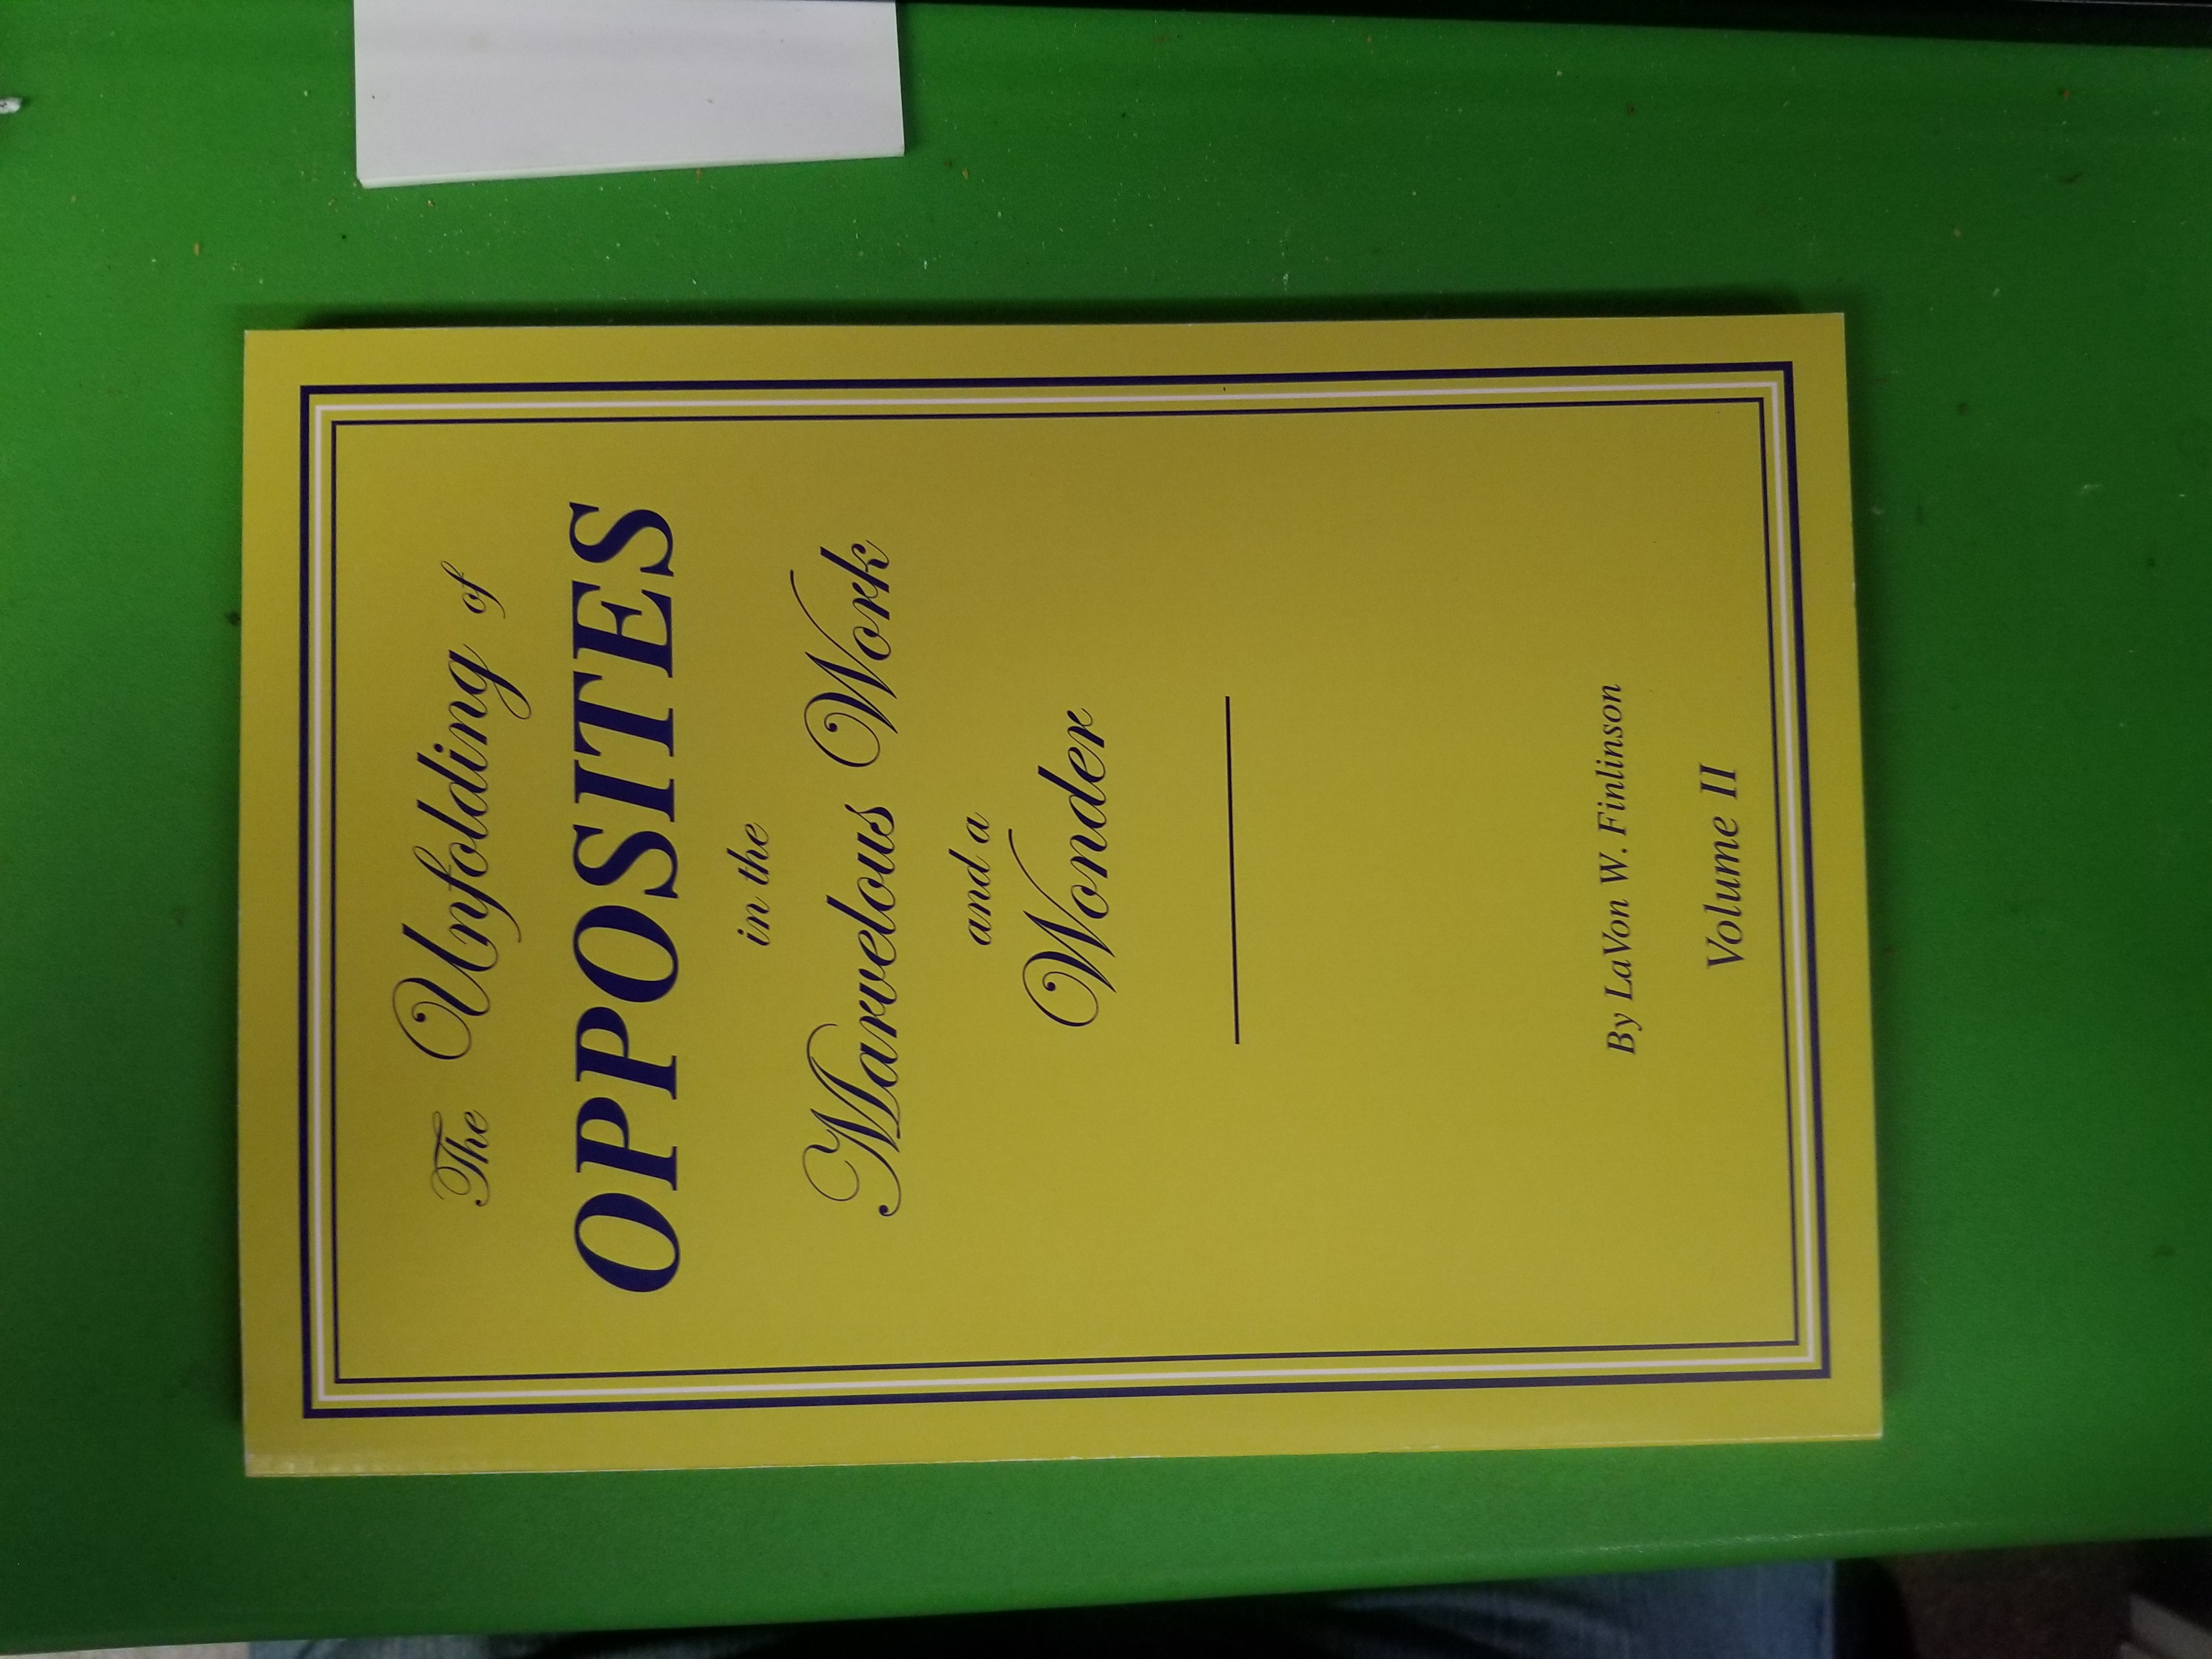 The Unfolding of
OPPOSITES
in the
Marvelous Work
and a
Wonder
By LaVon W. Finlinson
Volume II